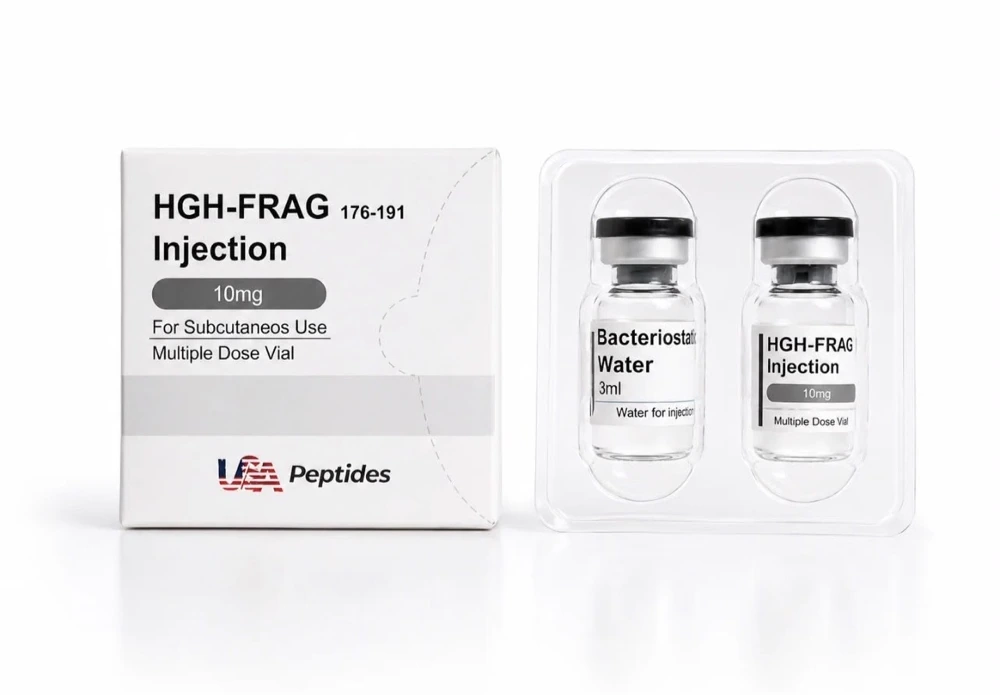 HGH-FRAG 176-191
Injection
10mg
For Subcutaneos Use
Multiple Dose Vial
USA Peptides
Bacteriostatic
Water
3ml
Water for injection
HGH-FRAG
Injection
10mg
Multiple Dose Vial